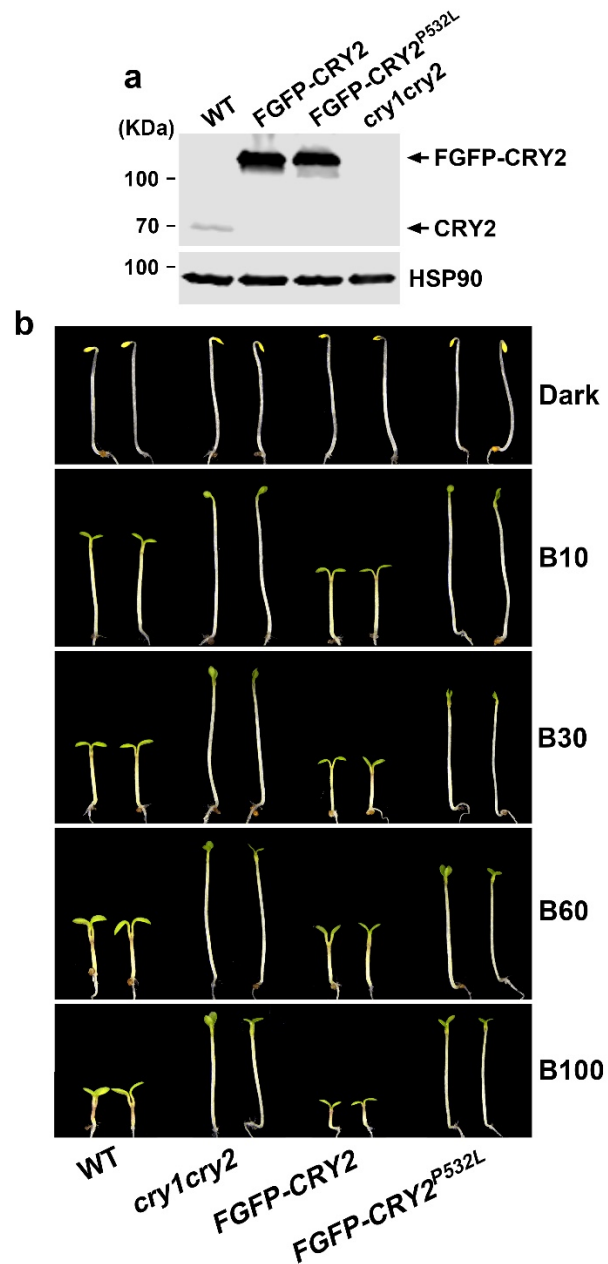 a
WT
FGFP-CRY2
FGFP-CRY2P532L
cry1cry2
(KDa)
100 -
FGFP-CRY2
70 -
CRY2
100 -
HSP90
b
Dark
B10
B30
B60
B100
WT
cry1cry2
FGFP-CRY2
FGFP-CRY2P532L